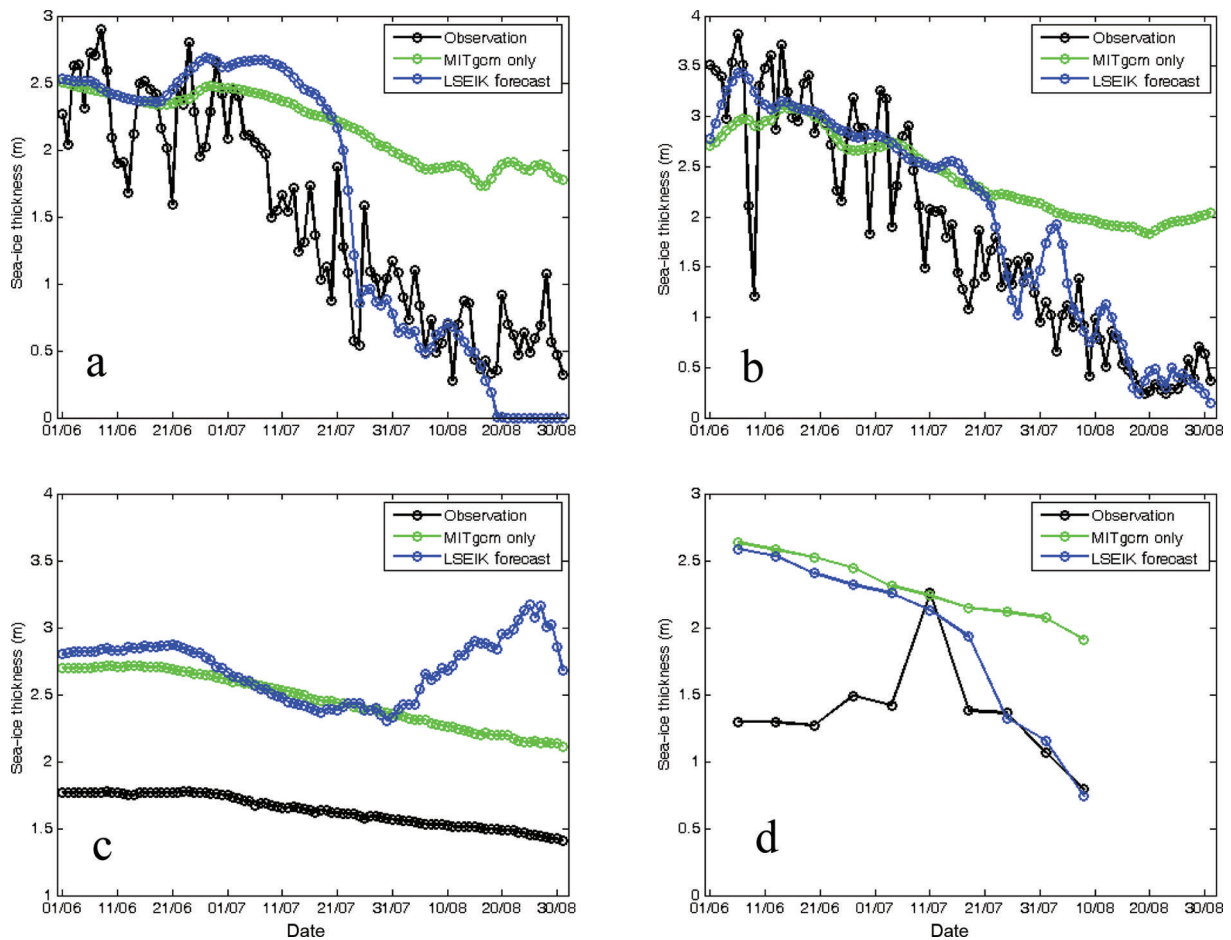 3
2.5
2
1.5
1
0.5
0
Sea-ice thickness (m)
Observation
MITgcm only
LSEIK forecast
a
01/06 11/06 21/06 01/07 11/07 21/07 31/07 10/08 20/08 30/08
4
3.5
3
2.5
2
1.5
1
0.5
0
Sea-ice thickness (m)
Observation
MITgcm only
LSEIK forecast
b
01/06 11/06 21/06 01/07 11/07 21/07 31/07 10/08 20/08 30/08
4
3.5
3
2.5
2
1.5
1
Sea-ice thickness (m)
Observation
MITgcm only
LSEIK forecast
c
01/06 11/06 21/06 01/07 11/07 21/07 31/07 10/08 20/08 30/08
Date
3
2.5
2
1.5
1
0.5
0
Sea-ice thickness (m)
Observation
MITgcm only
LSEIK forecast
d
01/06 11/06 21/06 01/07 11/07 21/07 31/07 10/08 20/08 30/08
Date